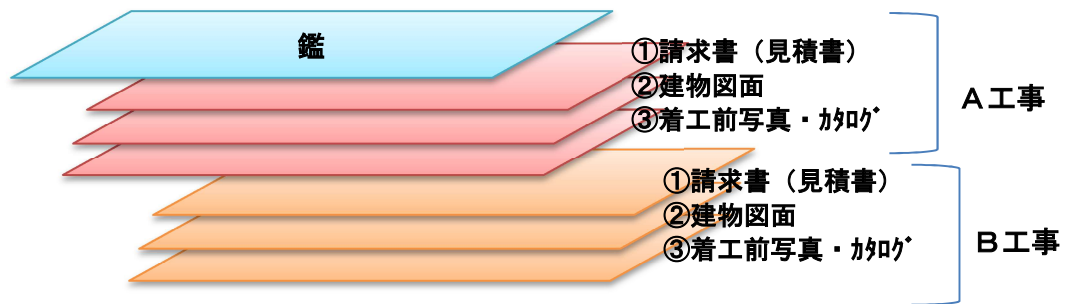 鑑
①請求書（見積書）
②建物図面
③着工前写真・ｶﾀﾛｸﾞ
Ａ工事
①請求書（見積書）
②建物図面
③着工前写真・ｶﾀﾛｸﾞ
Ｂ工事